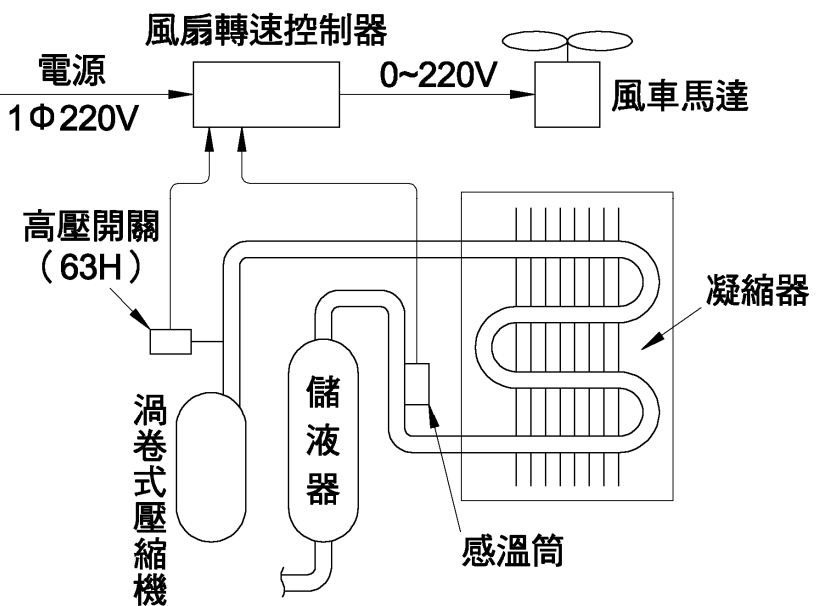 風扇轉速控制器
電源
1Φ220V
0~220V
風車馬達
高壓開關
（63H）
凝縮器
渦卷式壓縮機
儲液器
感溫筒